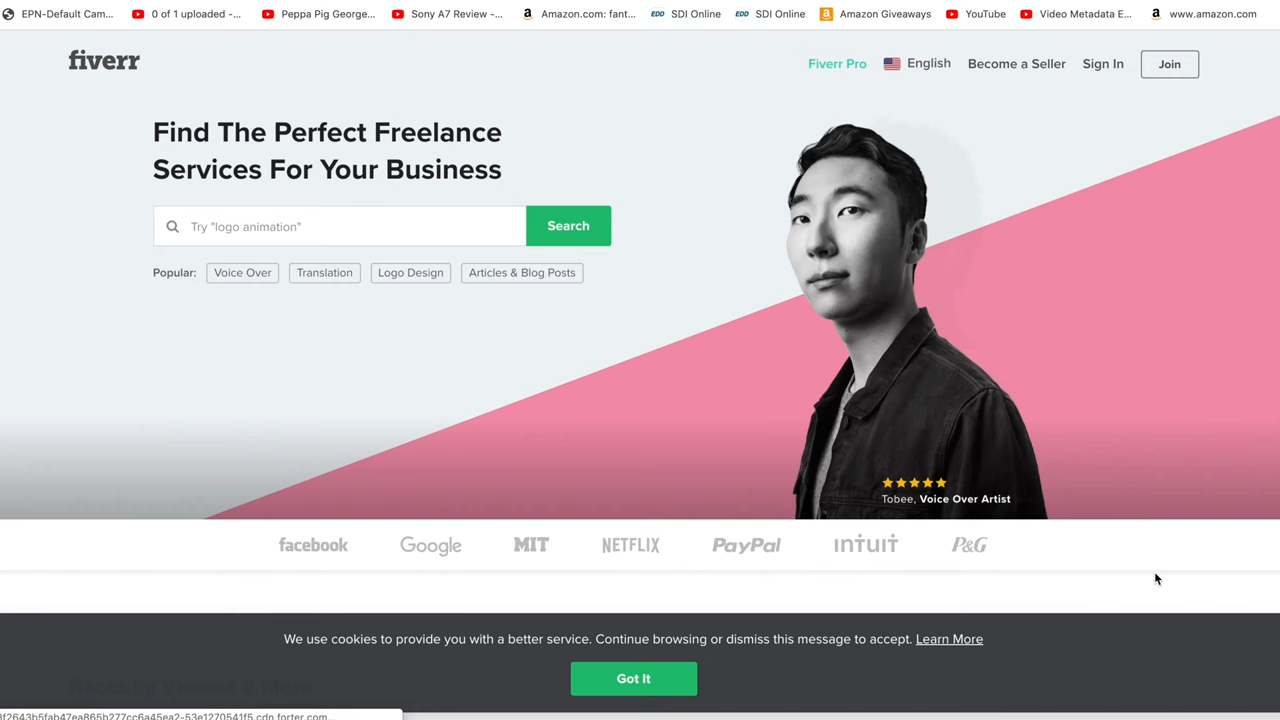 EPN-Default Cam...
0 of 1 uploaded -...
Peppa Pig George...
Sony A7 Review -...
Amazon.com: fant...
EDD SDI Online
EDD SDI Online
Amazon Giveaways
YouTube
Video Metadata E...
www.amazon.com
fiverr
Fiverr Pro
English
Become a Seller
Sign In
Join
Find The Perfect Freelance
Services For Your Business
Try "logo animation"
Search
Popular:
Voice Over
Translation
Logo Design
Articles & Blog Posts
Tobee, Voice Over Artist
facebook
Google
MIT
NETFLIX
PayPal
intuit
P&G
We use cookies to provide you with a better service. Continue browsing or dismiss this message to accept. Learn More
Got It